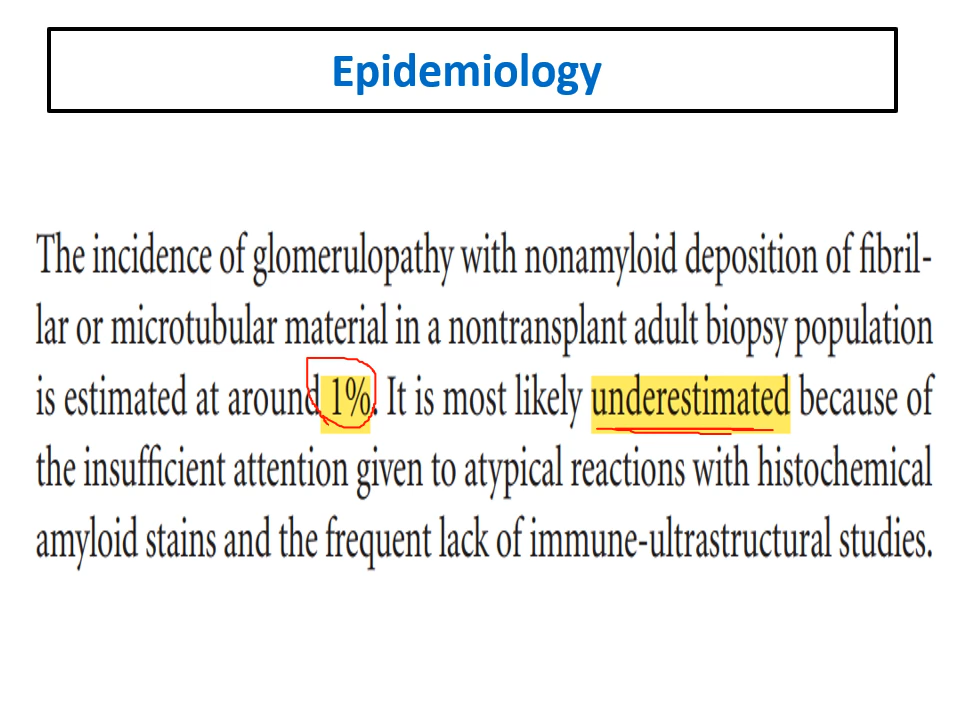 Epidemiology
The incidence of glomerulopathy with nonamyloid deposition of fibril-
lar or microtubular material in a nontransplant adult biopsy population
is estimated at around 1%. It is most likely underestimated because of
the insufficient attention given to atypical reactions with histochemical
amyloid stains and the frequent lack of immune-ultrastructural studies.